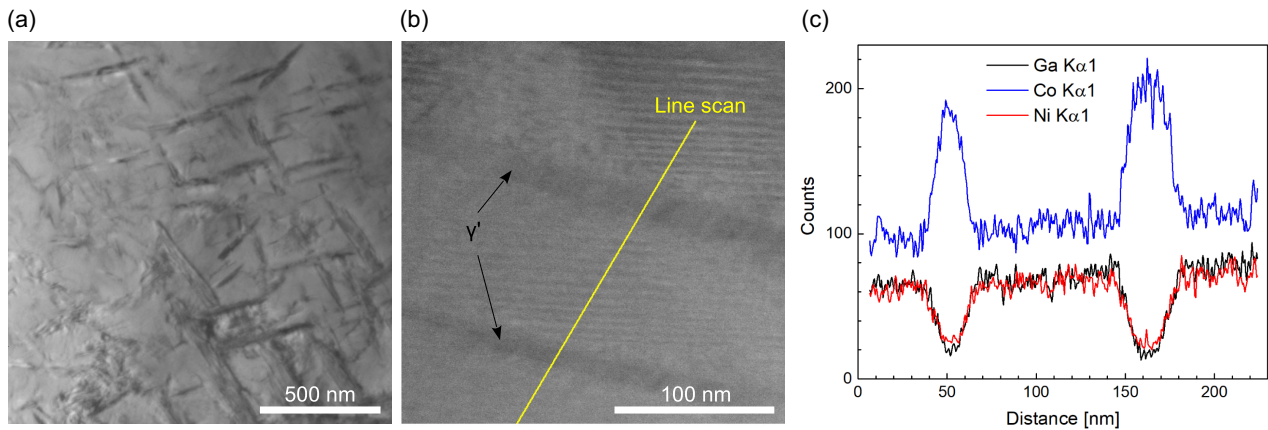 (a)
(b)
(c)
500 nm
Line scan
γ'
100 nm
Ga Kα1
Co Kα1
Ni Kα1
Counts
200
100
0
0
50
100
150
200
Distance [nm]